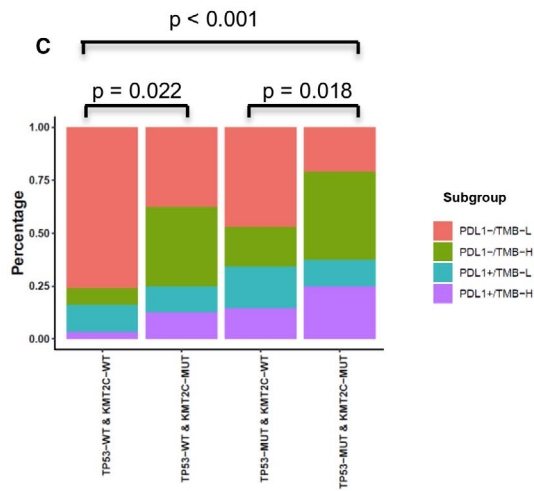 p < 0.001
C
p = 0.022
p = 0.018
1.00
0.75
0.50
0.25
0.00
Percentage
TP53−WT & KMT2C−WT
TP53−WT & KMT2C−MUT
TP53−MUT & KMT2C−WT
TP53−MUT & KMT2C−MUT
Subgroup
PDL1−/TMB−L
PDL1−/TMB−H
PDL1+/TMB−L
PDL1+/TMB−H